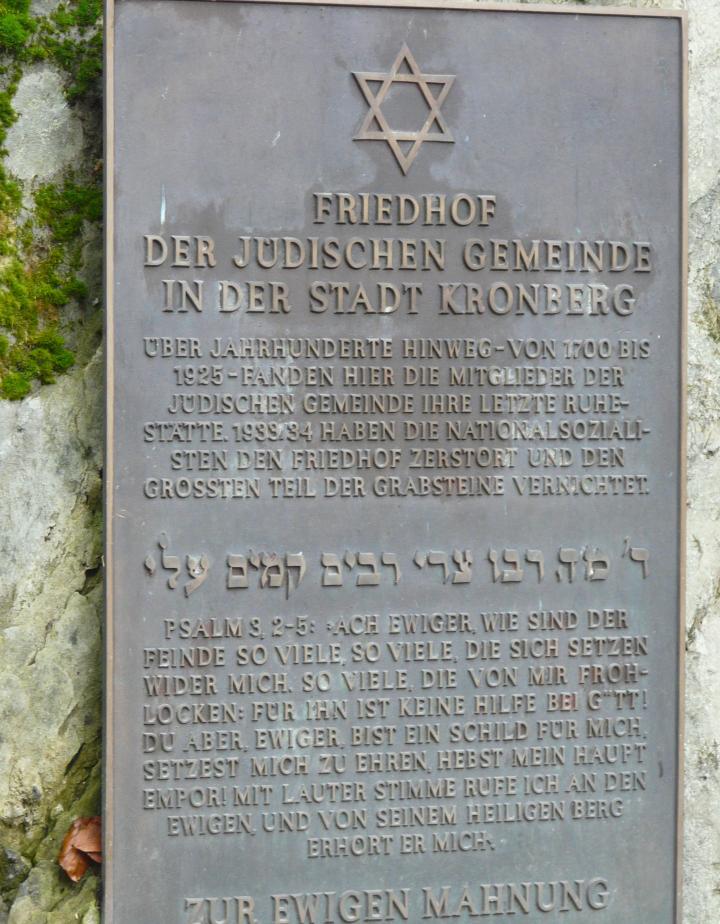 FRIEDHOF
DER JÜDISCHEN GEMEINDE
IN DER STADT KRONBERG
ÜBER JAHRHUNDERTE HINWEG-VON 1700 BIS
1925-FANDEN HIER DIE MITGLIEDER DER
JÜDISCHEN GEMEINDE IHRE LETZTE RUHE-
STÄTTE. 1933/34 HABEN DIE NATIONALSOZIALI-
STEN DEN FRIEDHOF ZERSTÖRT UND DEN
GRÖSSTEN TEIL DER GRABSTEINE VERNICHTET.
ד' מה רבו צרי רבים קמים עלי
PSALM 3, 2-5: ›ACH EWIGER, WIE SIND DER
FEINDE SO VIELE, SO VIELE, DIE SICH SETZEN
WIDER MICH. SO VIELE, DIE VON MIR FROH-
LOCKEN: FÜR IHN IST KEINE HILFE BEI G"TT!
DU ABER, EWIGER, BIST EIN SCHILD FÜR MICH,
SETZEST MICH ZU EHREN, HEBST MEIN HAUPT
EMPOR! MIT LAUTER STIMME RUFE ICH AN DEN
EWIGEN, UND VON SEINEM HEILIGEN BERG
ERHÖRT ER MICH‹.
ZUR EWIGEN MAHNUNG